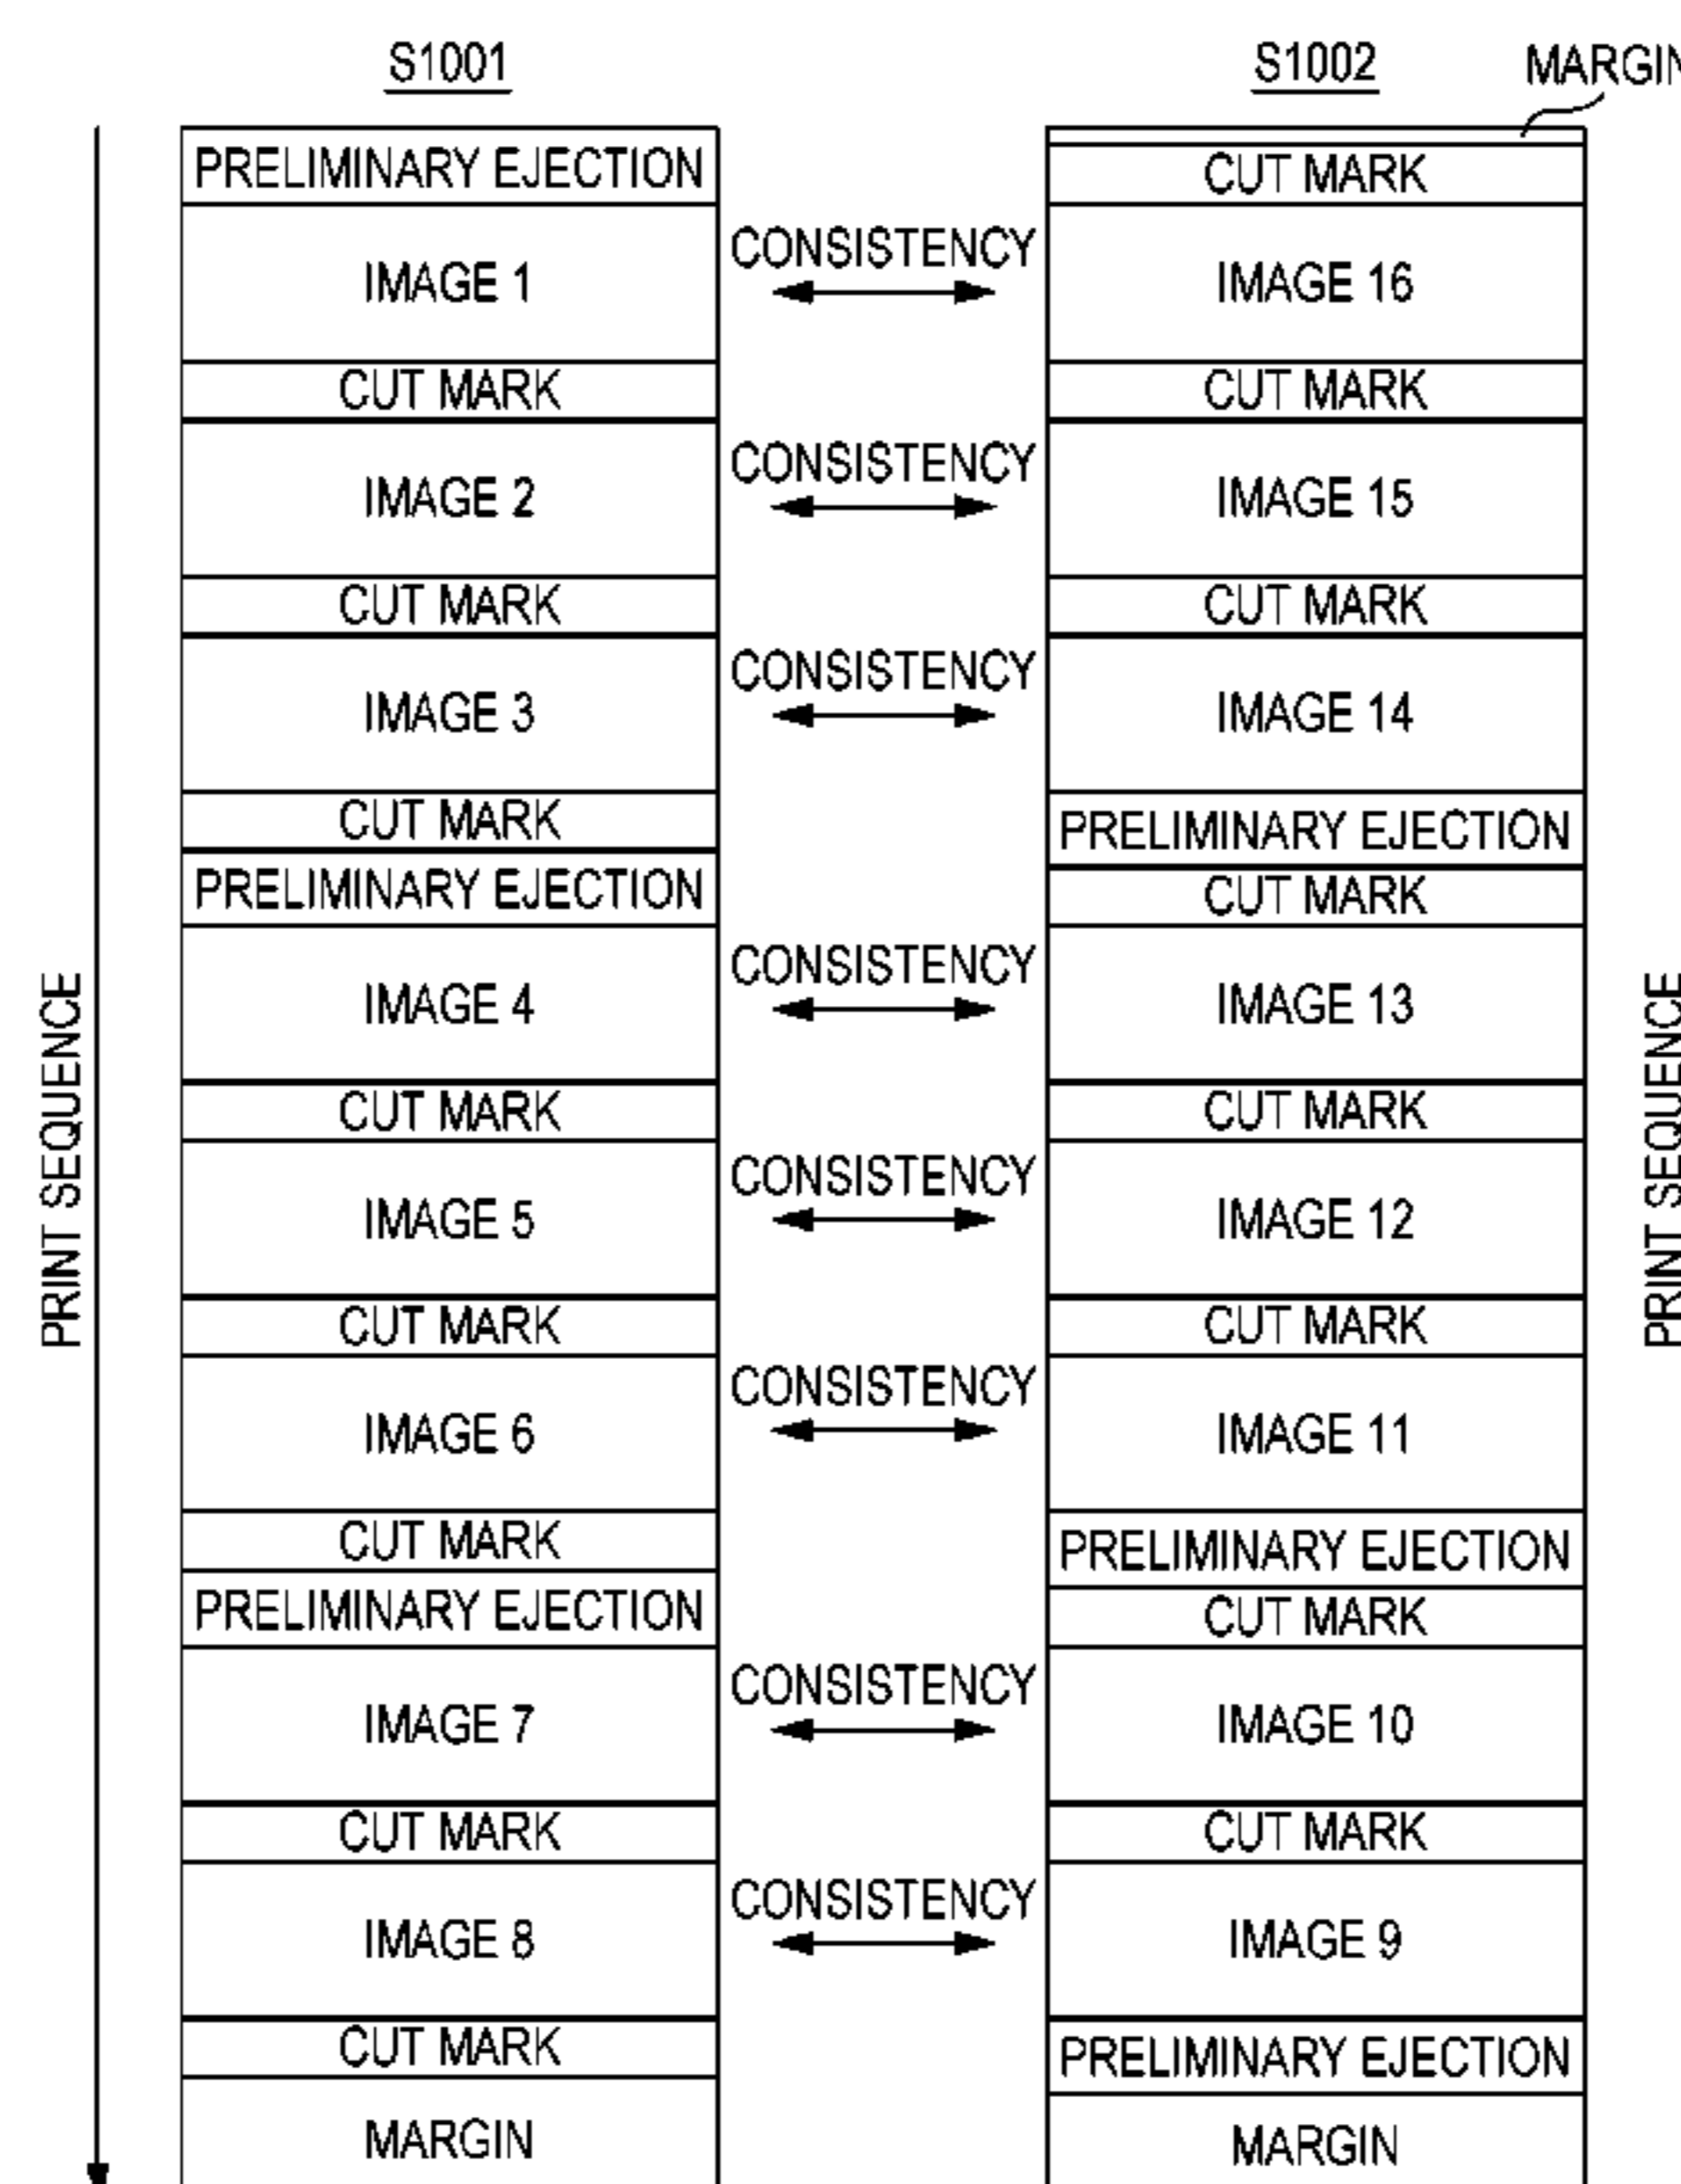 S1001
S1002
MARGIN
PRELIMINARY EJECTION
CUT MARK
IMAGE 1
CONSISTENCY
IMAGE 16
CUT MARK
CUT MARK
IMAGE 2
CONSISTENCY
IMAGE 15
CUT MARK
CUT MARK
IMAGE 3
CONSISTENCY
IMAGE 14
CUT MARK
PRELIMINARY EJECTION
PRELIMINARY EJECTION
CUT MARK
IMAGE 4
CONSISTENCY
IMAGE 13
CUT MARK
CUT MARK
IMAGE 5
CONSISTENCY
IMAGE 12
CUT MARK
CUT MARK
IMAGE 6
CONSISTENCY
IMAGE 11
CUT MARK
PRELIMINARY EJECTION
PRELIMINARY EJECTION
CUT MARK
IMAGE 7
CONSISTENCY
IMAGE 10
CUT MARK
CUT MARK
IMAGE 8
CONSISTENCY
IMAGE 9
CUT MARK
PRELIMINARY EJECTION
MARGIN
MARGIN
PRINT SEQUENCE
PRINT SEQUENCE